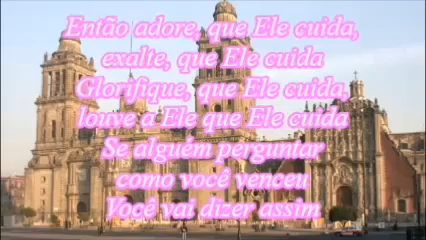 Então adore, que Ele cuida,
exalte, que Ele cuida
Glorifique, que Ele cuida,
louve a Ele que Ele cuida
Se alguém perguntar
como você venceu
Você vai dizer assim